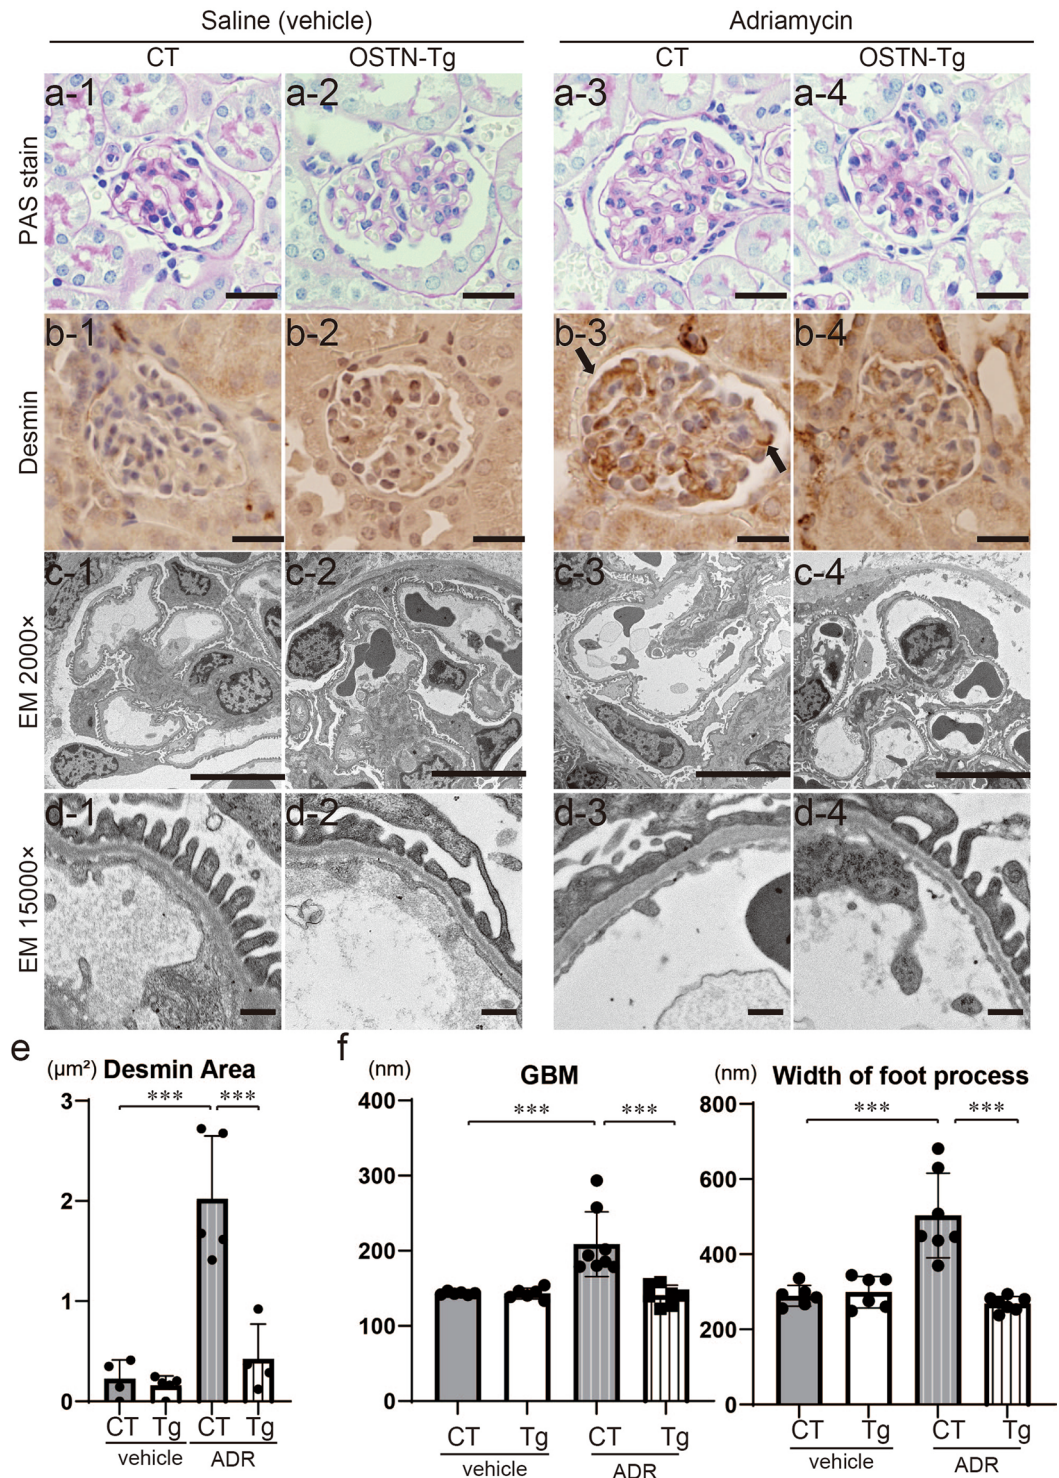 Saline (vehicle) Adriamycin
CT OSTN-Tg CT OSTN-Tg
PAS stain
a-1 a-2 a-3 a-4
Desmin
b-1 b-2 b-3 b-4
EM 2000×
c-1 c-2 c-3 c-4
EM 15000×
d-1 d-2 d-3 d-4
e
(μm²) Desmin Area
***
***
3
2
1
0
CT Tg CT Tg
vehicle ADR
f
(nm) GBM
***
***
400
300
200
100
0
CT Tg CT Tg
vehicle ADR
(nm) Width of foot process
***
***
800
600
400
200
0
CT Tg CT Tg
vehicle ADR